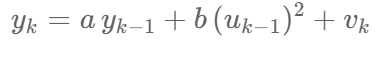 y_k = a y_{k−1} + b (u_{k−1})^2 + v_k